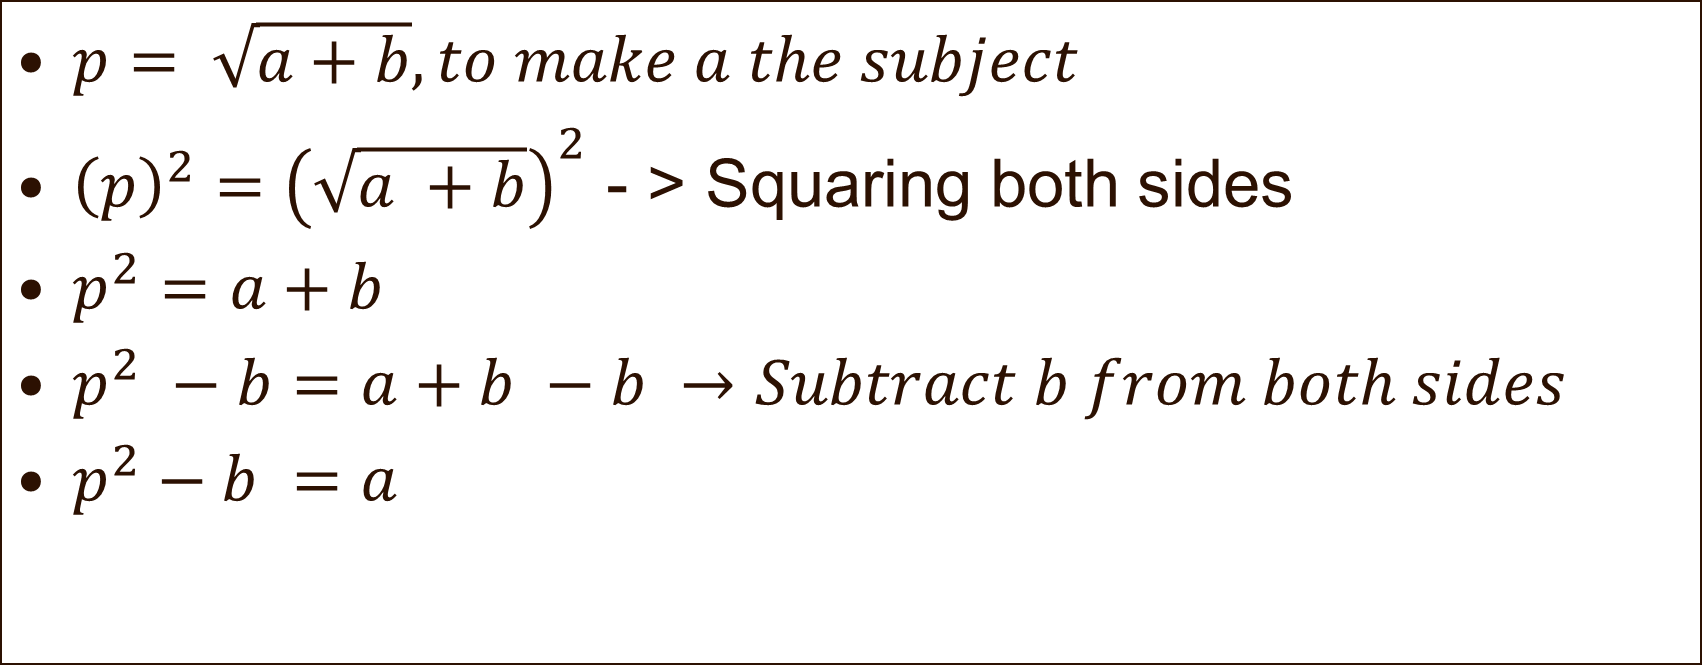 • p = √(a + b), to make a the subject
• (p)² = (√(a + b))² - > Squaring both sides
• p² = a + b
• p² − b = a + b − b → Subtract b from both sides
• p² − b = a